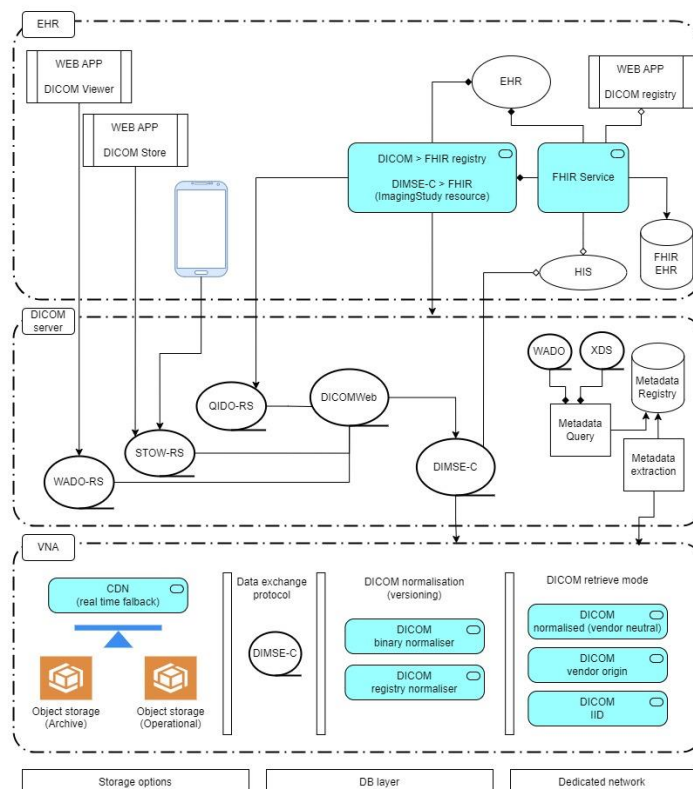 EHR
WEB APP
DICOM Viewer
WEB APP
DICOM Store
EHR
WEB APP
DICOM registry
DICOM > FHIR registry
DIMSE-C > FHIR
(ImagingStudy resource)
FHIR Service
FHIR
EHR
HIS
DICOM
server
WADO
XDS
Metadata
Registry
QIDO-RS
DICOMWeb
Metadata
Query
STOW-RS
DIMSE-C
Metadata
extraction
WADO-RS
VNA
CDN
(real time falback)
Object storage
(Archive)
Object storage
(Operational)
Data exchange
protocol
DIMSE-C
DICOM normalisation
(versioning)
DICOM
binary normaliser
DICOM
registry normaliser
DICOM retrieve mode
DICOM
normalised (vendor neutral)
DICOM
vendor origin
DICOM
IID
Storage options
DB layer
Dedicated network